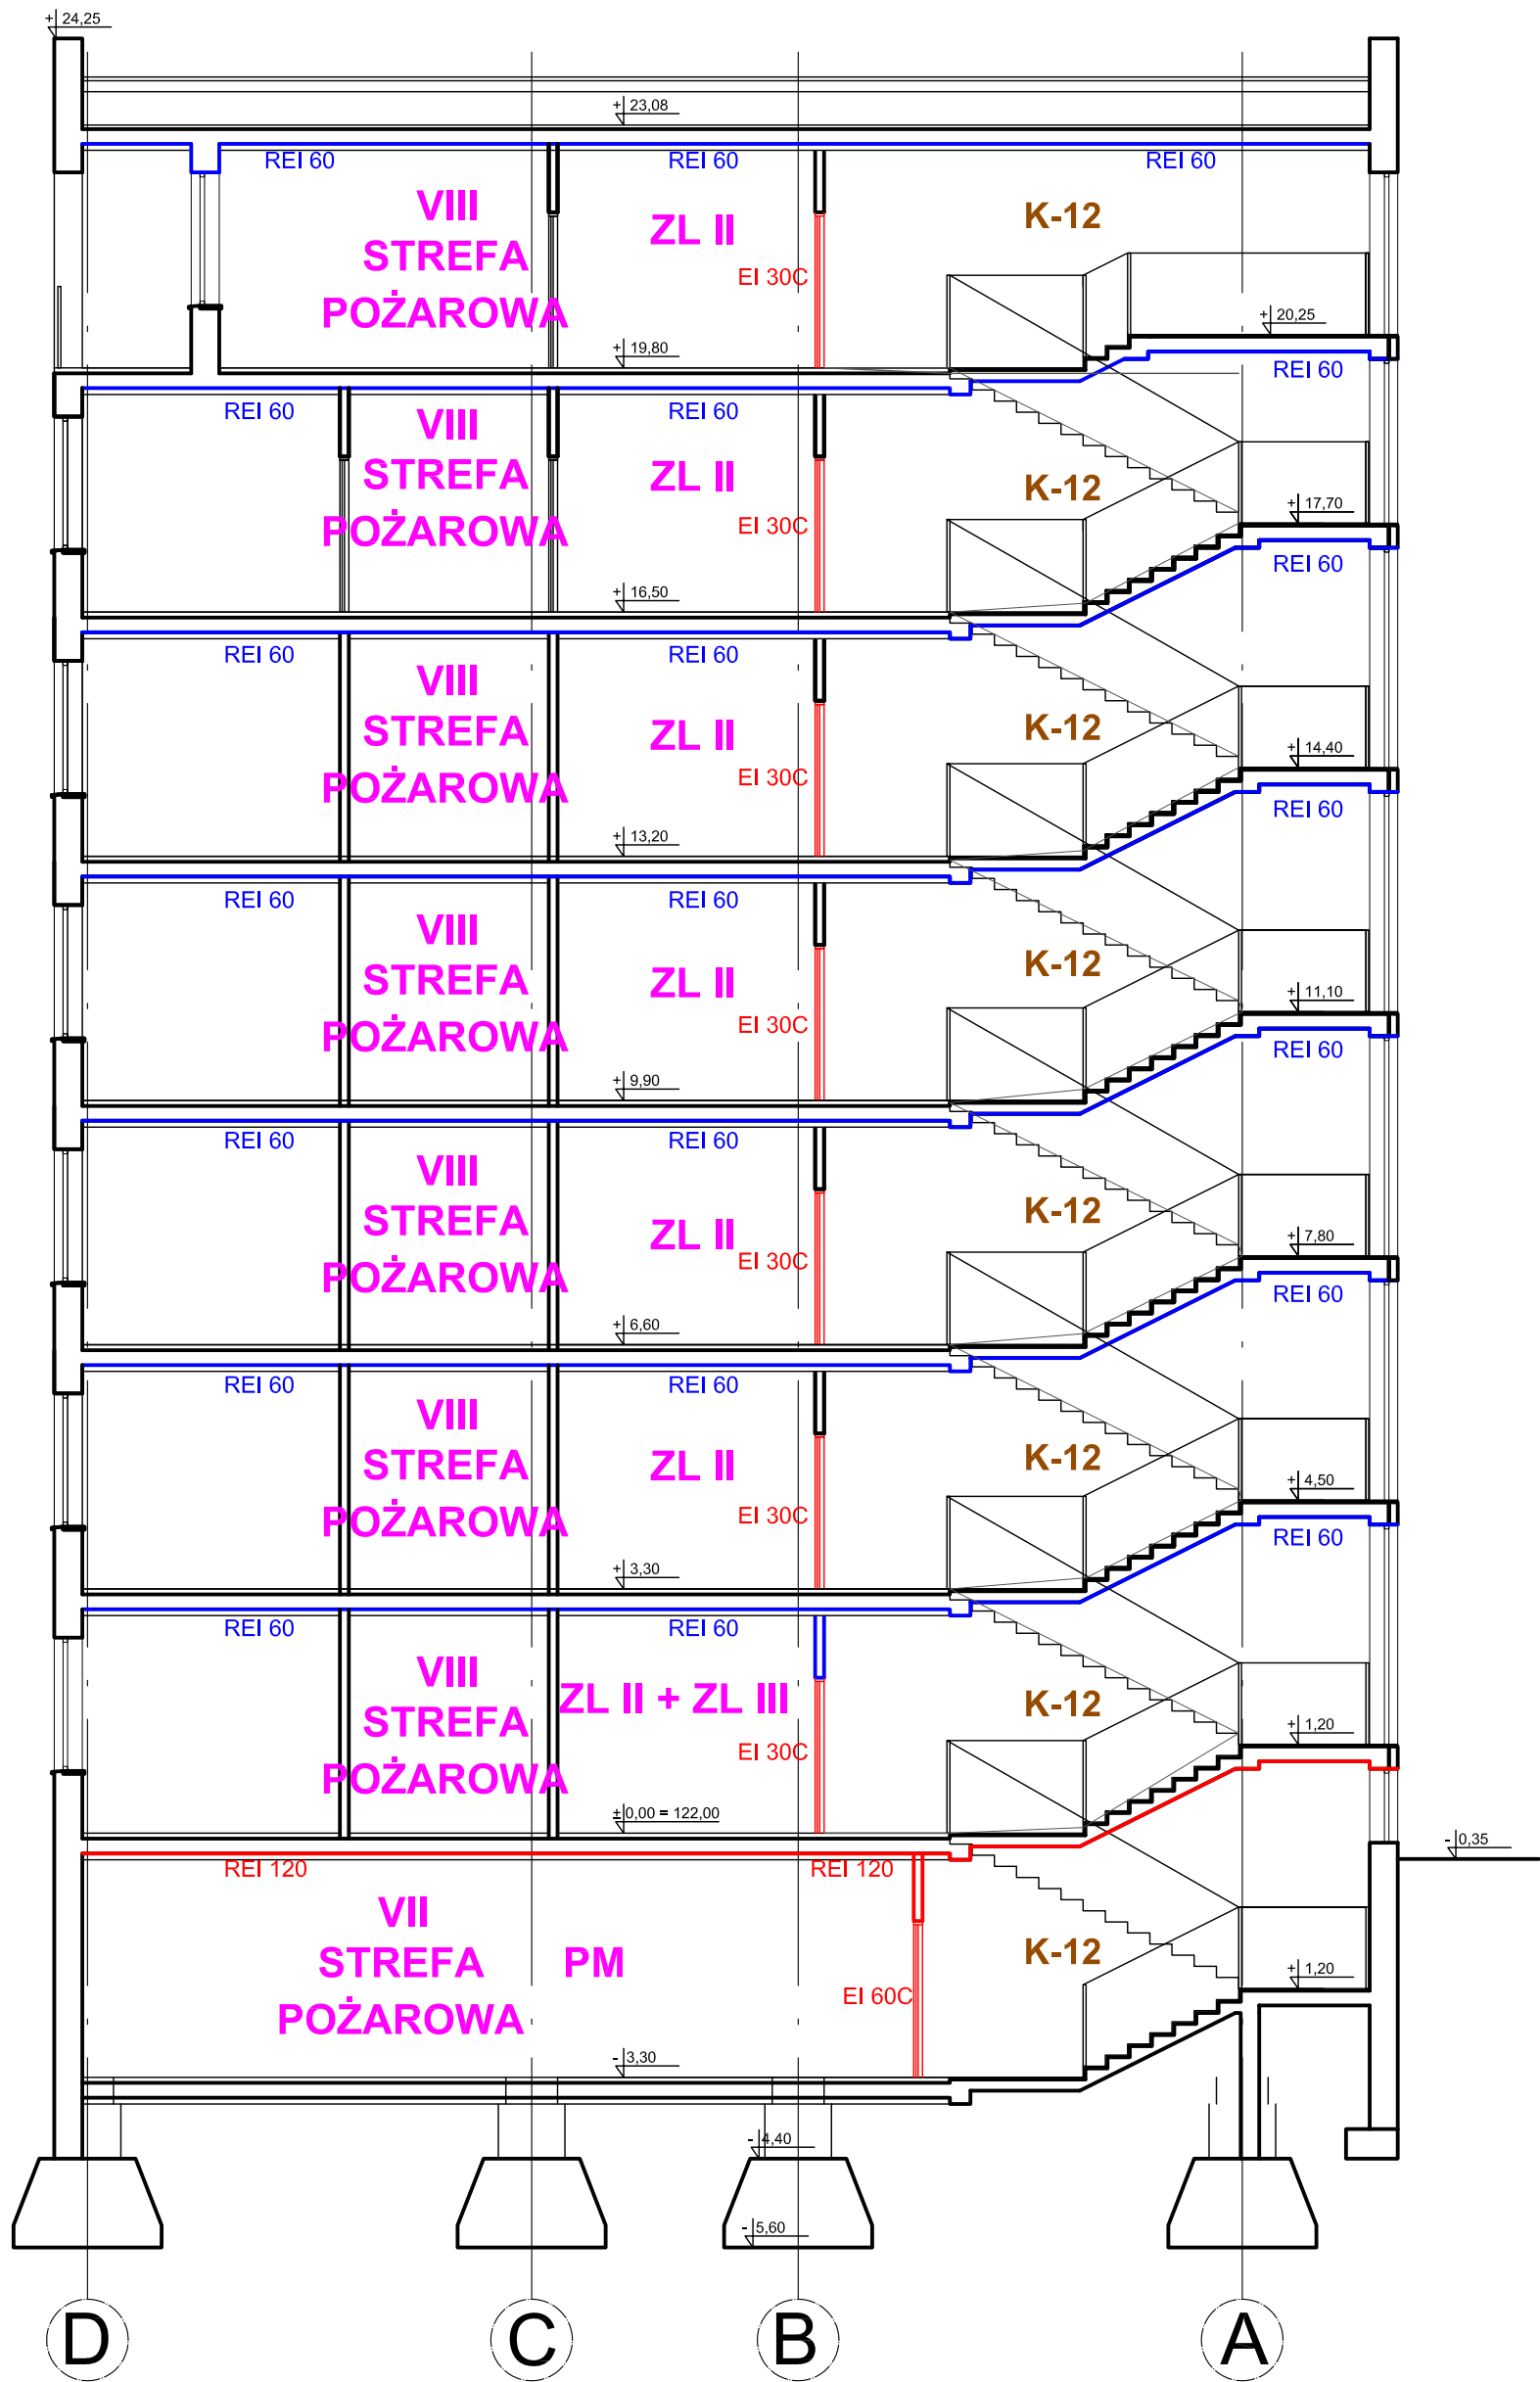 + 24,25
+ 23,08
REI 60 REI 60 REI 60
VIII
STREFA
POŻAROWA
ZL II
K-12
EI 30C
+ 20,25
+ 19,80
REI 60
REI 60 REI 60
VIII
STREFA
POŻAROWA
ZL II
K-12
EI 30C
+ 17,70
REI 60
+ 16,50
REI 60 REI 60
VIII
STREFA
POŻAROWA
ZL II
K-12
EI 30C
+ 14,40
REI 60
+ 13,20
REI 60 REI 60
VIII
STREFA
POŻAROWA
ZL II
K-12
EI 30C
+ 11,10
REI 60
+ 9,90
REI 60 REI 60
VIII
STREFA
POŻAROWA
ZL II
K-12
EI 30C
+ 7,80
REI 60
+ 6,60
REI 60 REI 60
VIII
STREFA
POŻAROWA
ZL II
K-12
EI 30C
+ 4,50
REI 60
+ 3,30
REI 60 REI 60
VIII
STREFA
POŻAROWA
ZL II + ZL III
K-12
EI 30C
+ 1,20
± 0,00 = 122,00
- 0,35
REI 120 REI 120
VII
STREFA PM
POŻAROWA
K-12
EI 60C
+ 1,20
- 3,30
- 4,40
- 5,60
D C B A